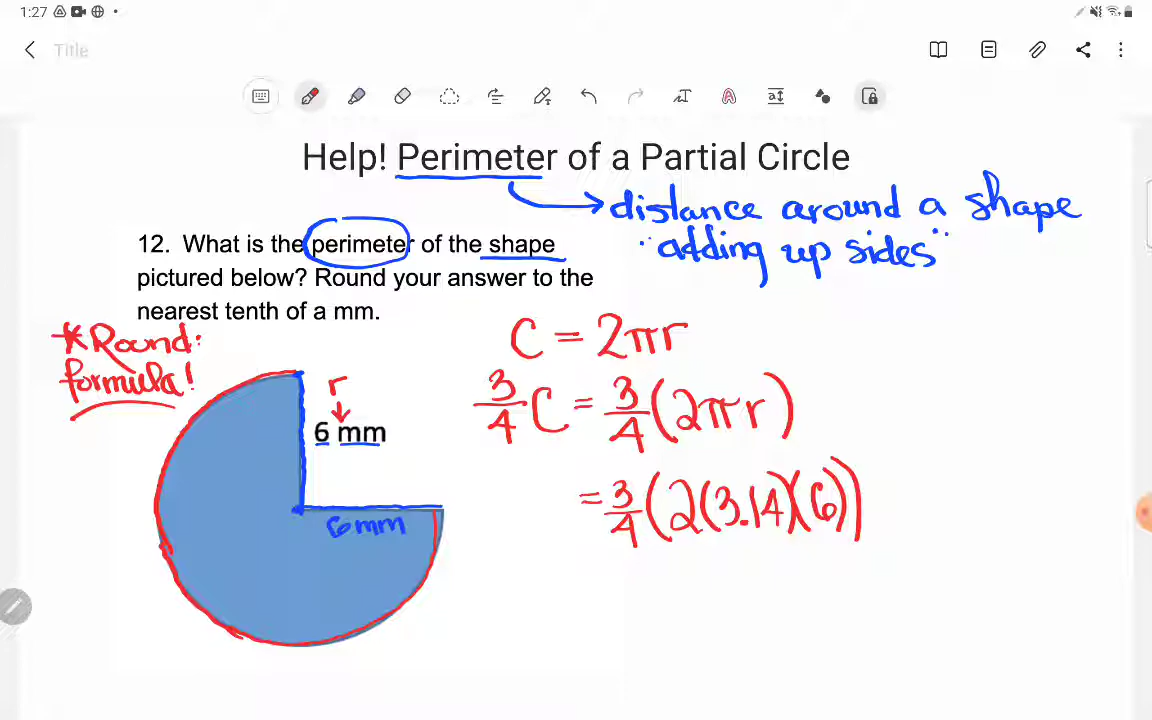 1:27
Title
Help! Perimeter of a Partial Circle
distance around a shape
"adding up sides"
12. What is the perimeter of the shape
pictured below? Round your answer to the
nearest tenth of a mm.
*Round:
formula!
r
6 mm
6mm
C = 2πr
3/4 C = 3/4 (2πr)
= 3/4 (2(3.14)(6))